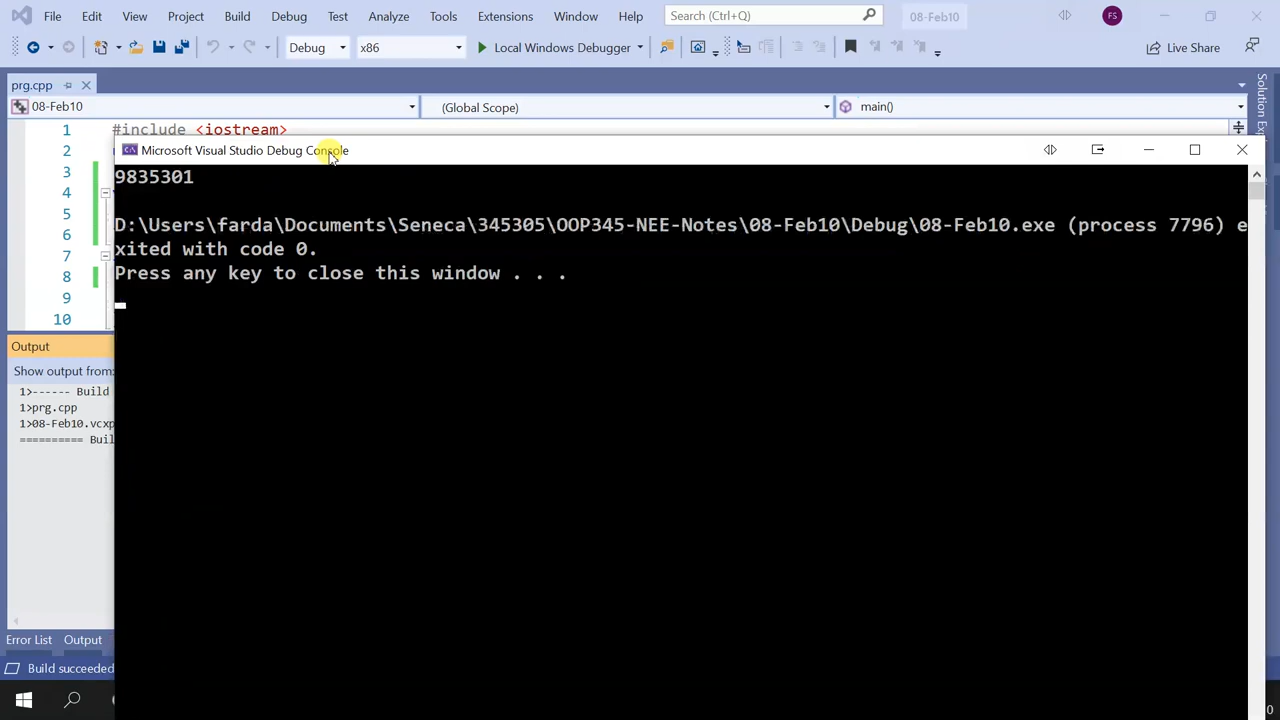 File Edit View Project Build Debug Test Analyze Tools Extensions Window Help Search (Ctrl+Q) 08-Feb10 FS
Debug x86 Local Windows Debugger Live Share
prg.cpp
08-Feb10 (Global Scope) main()
Solution Exp
1 #include <iostream>
2
Microsoft Visual Studio Debug Console
3
9835301
4
5
D:\Users\farda\Documents\Seneca\345305\OOP345-NEE-Notes\08-Feb10\Debug\08-Feb10.exe (process 7796) e
6
xited with code 0.
7
Press any key to close this window . . .
8
9
10
Output
Show output from:
1>------ Build
1>prg.cpp
1>08-Feb10.vcxp
========== Buil
Error List Output
Build succeeded